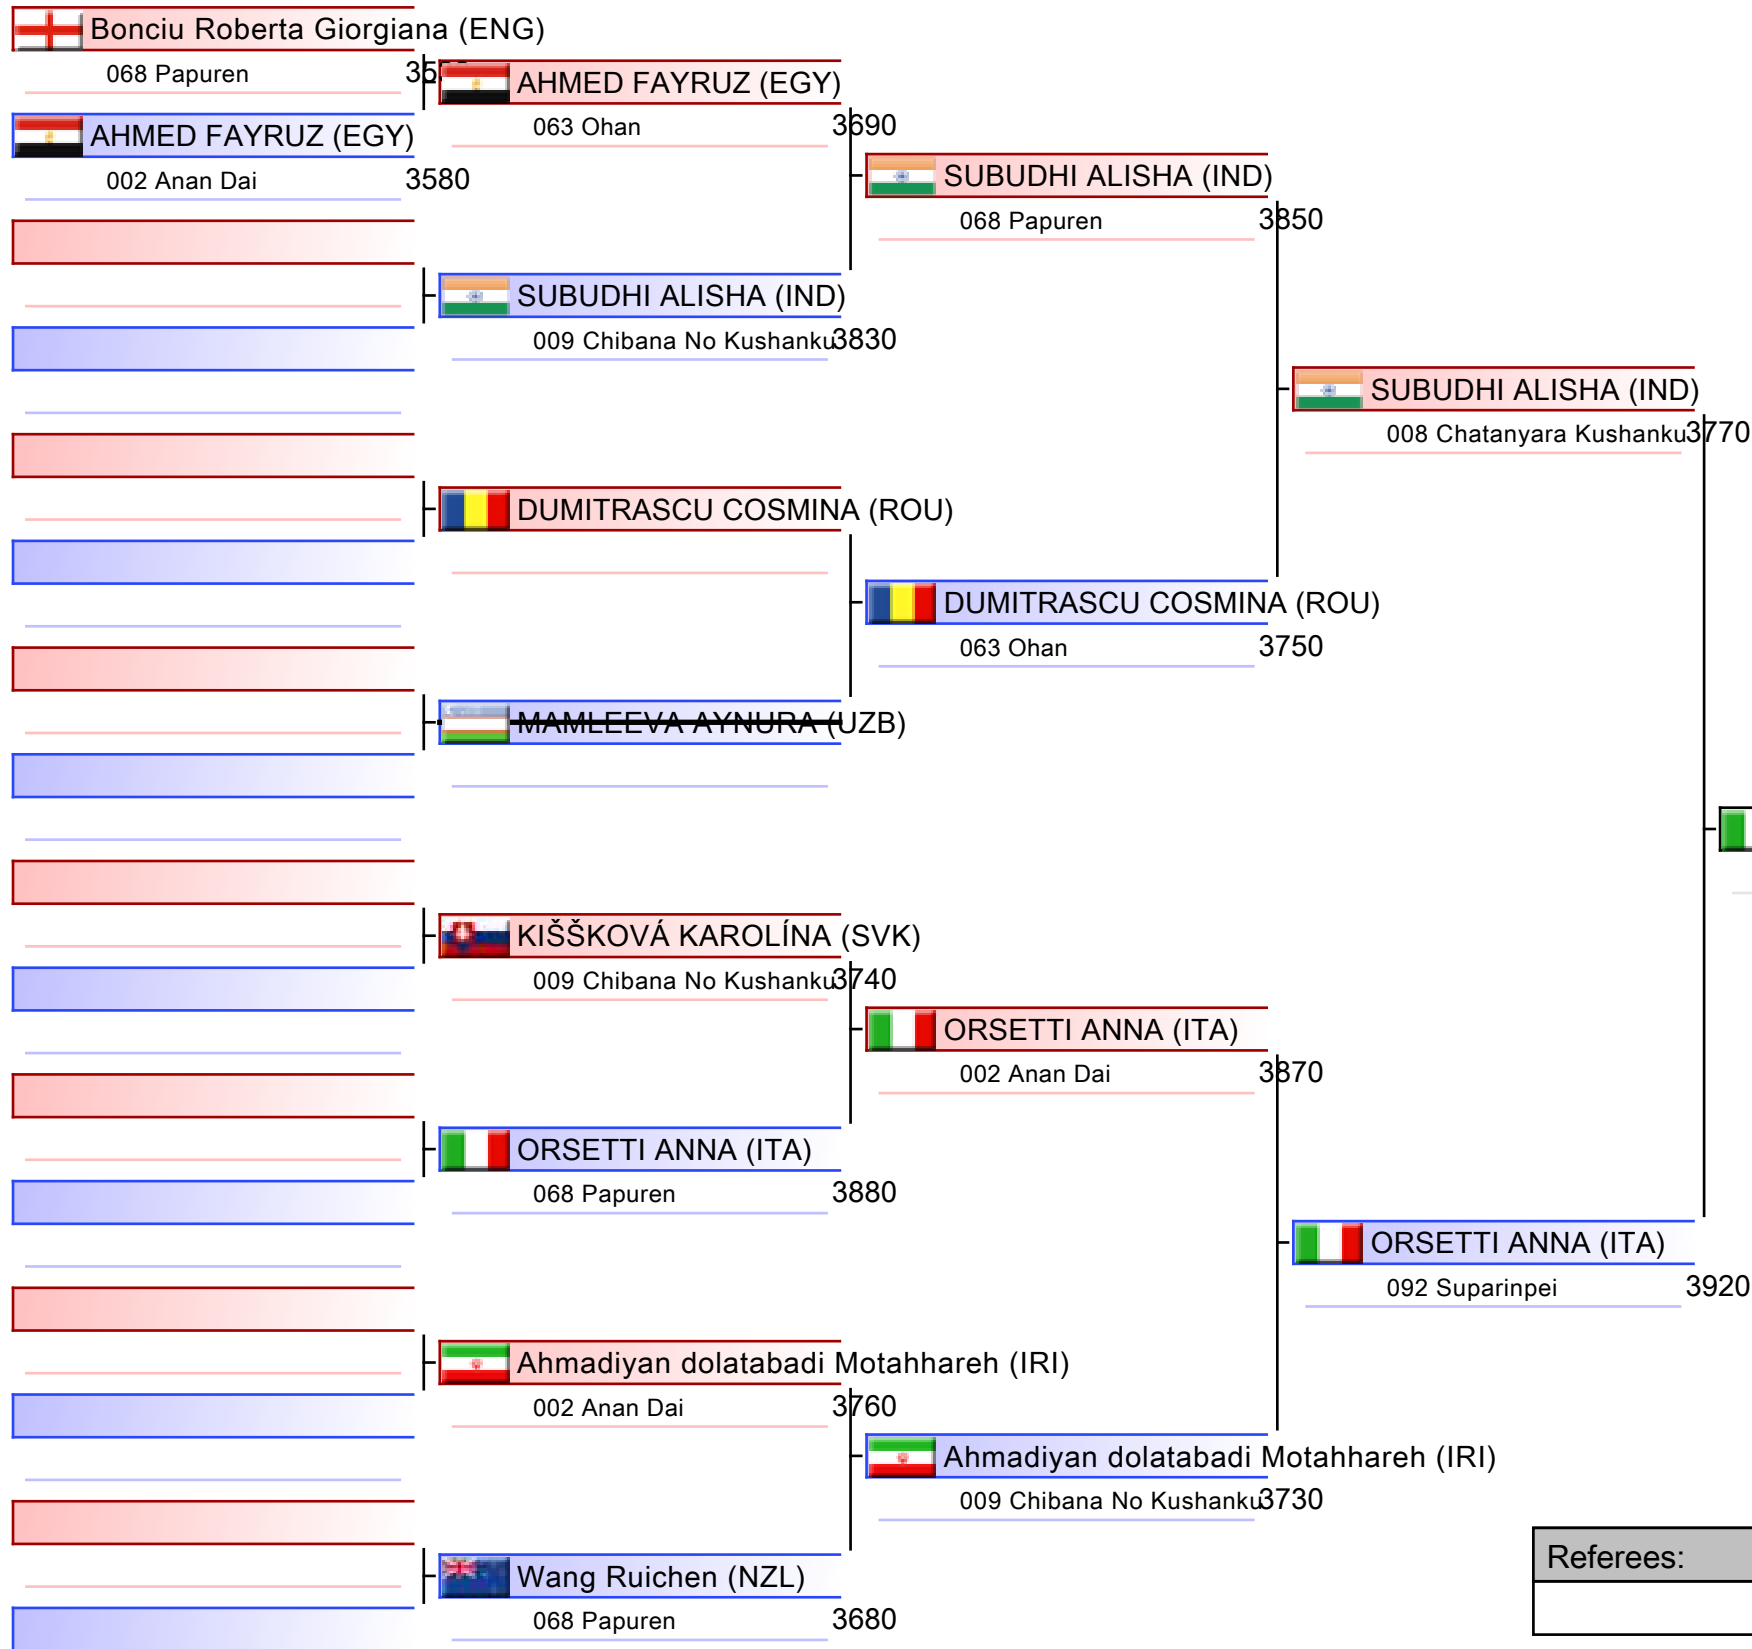 Bonciu Roberta Giorgiana (ENG)
068 Papuren
AHMED FAYRUZ (EGY)
002 Anan Dai 3580
AHMED FAYRUZ (EGY)
063 Ohan 3690
SUBUDHI ALISHA (IND)
009 Chibana No Kushanku 3830
DUMITRASCU COSMINA (ROU)
MAMLEEVA AYNURA (UZB)
KIŠŠKOVÁ KAROLÍNA (SVK)
009 Chibana No Kushanku 3740
ORSETTI ANNA (ITA)
068 Papuren 3880
Ahmadiyan dolatabadi Motahhareh (IRI)
002 Anan Dai 3760
Wang Ruichen (NZL)
068 Papuren 3680
SUBUDHI ALISHA (IND)
068 Papuren 3850
DUMITRASCU COSMINA (ROU)
063 Ohan 3750
ORSETTI ANNA (ITA)
002 Anan Dai 3870
Ahmadiyan dolatabadi Motahhareh (IRI)
009 Chibana No Kushanku 3730
SUBUDHI ALISHA (IND)
008 Chatanyara Kushanku 3770
ORSETTI ANNA (ITA)
092 Suparinpei 3920
Referees: